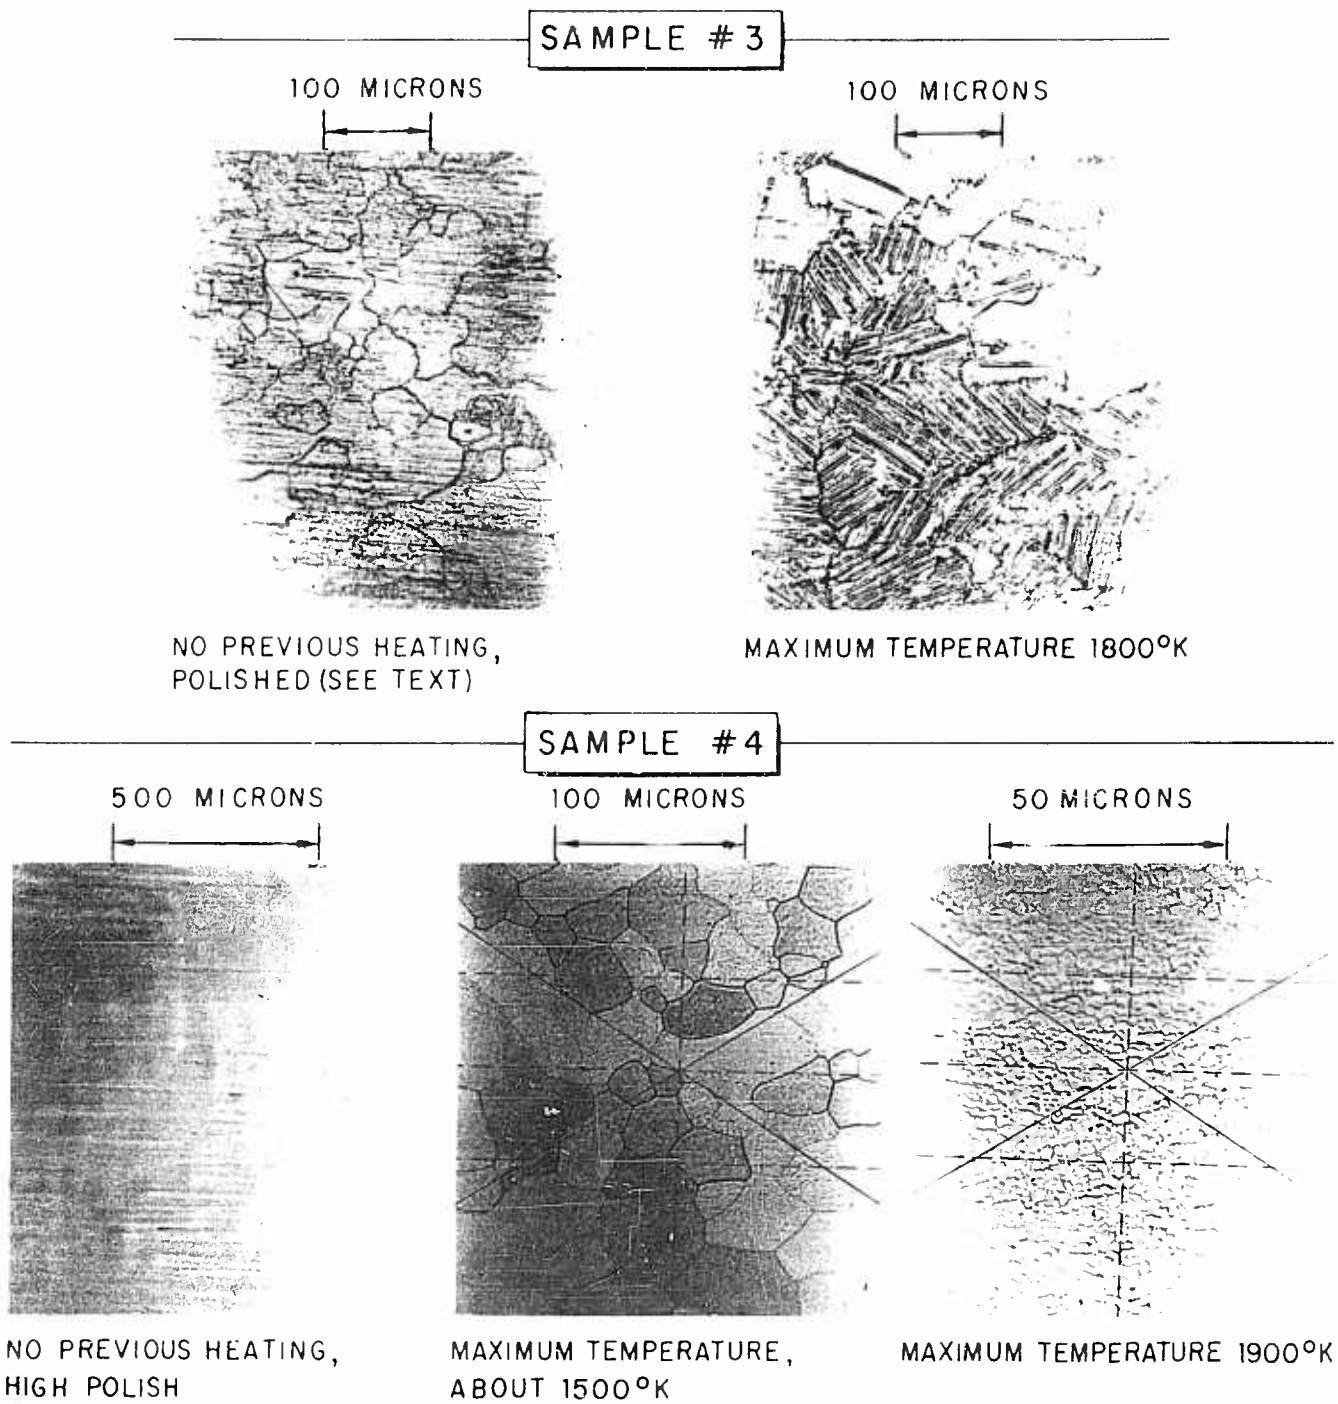 SAMPLE #3
100 MICRONS
100 MICRONS
NO PREVIOUS HEATING,
POLISHED (SEE TEXT)
MAXIMUM TEMPERATURE 1800°K
SAMPLE #4
500 MICRONS
100 MICRONS
50 MICRONS
NO PREVIOUS HEATING,
HIGH POLISH
MAXIMUM TEMPERATURE,
ABOUT 1500°K
MAXIMUM TEMPERATURE 1900°K